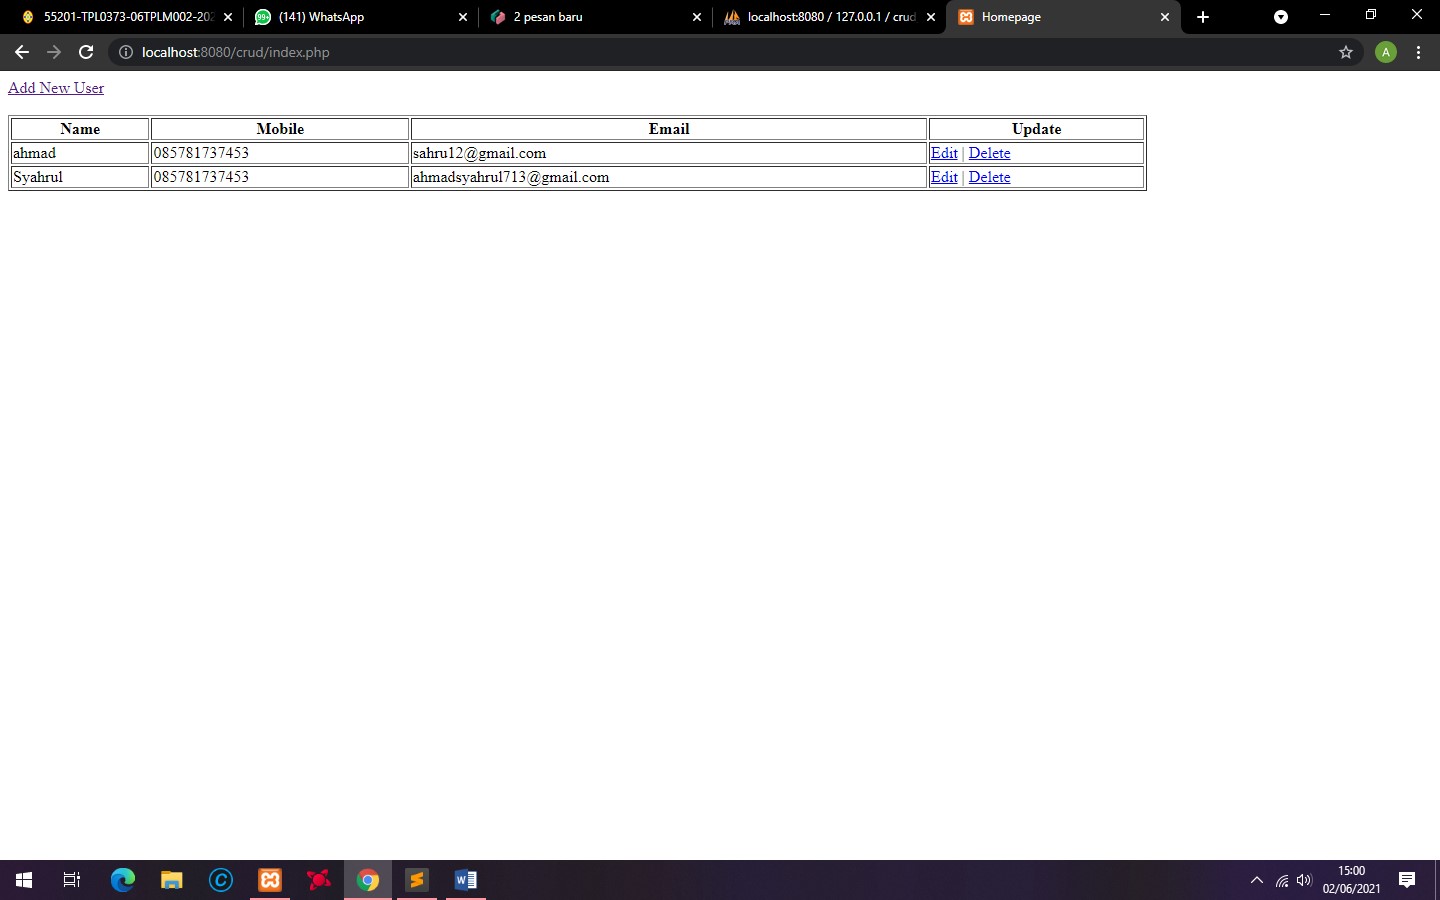 55201-TPL0373-06TPLM002-202
(141) WhatsApp
2 pesan baru
localhost:8080 / 127.0.0.1 / crud
Homepage
localhost:8080/crud/index.php
A
Add New User
Name Mobile Email Update
ahmad 085781737453 sahru12@gmail.com Edit | Delete
Syahrul 085781737453 ahmadsyahrul713@gmail.com Edit | Delete
15:00
02/06/2021